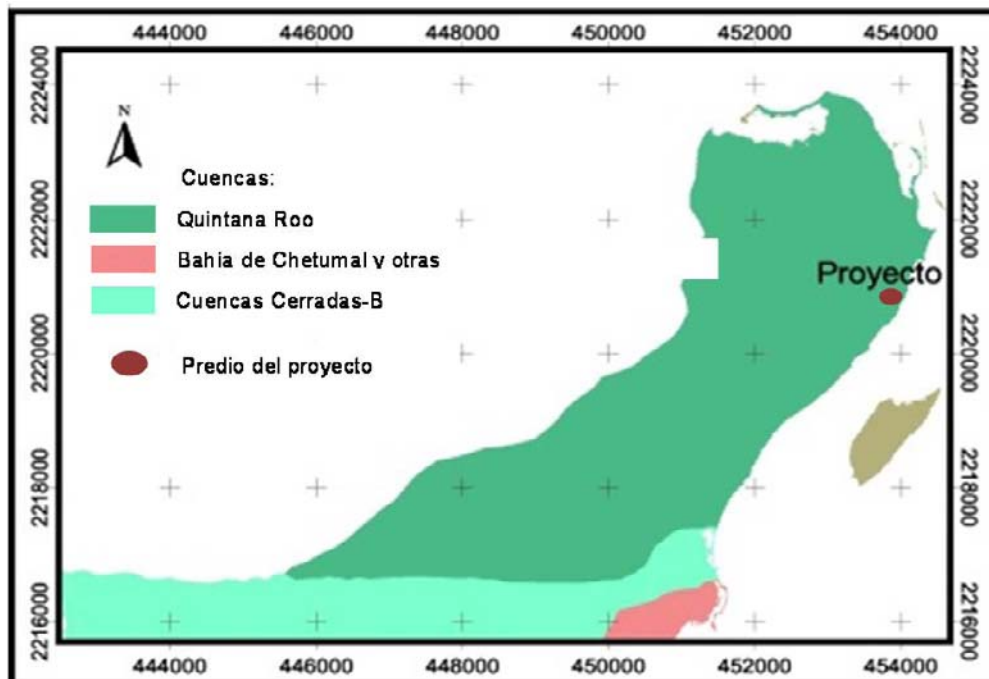 444000 446000 448000 450000 452000 454000
2224000
2222000
2220000
2218000
2216000
N
Cuencas:
Quintana Roo
Bahia de Chetumal y otras
Cuencas Cerradas-B
Predio del proyecto
Proyecto
2224000
2222000
2220000
2218000
2216000
444000 446000 448000 450000 452000 454000